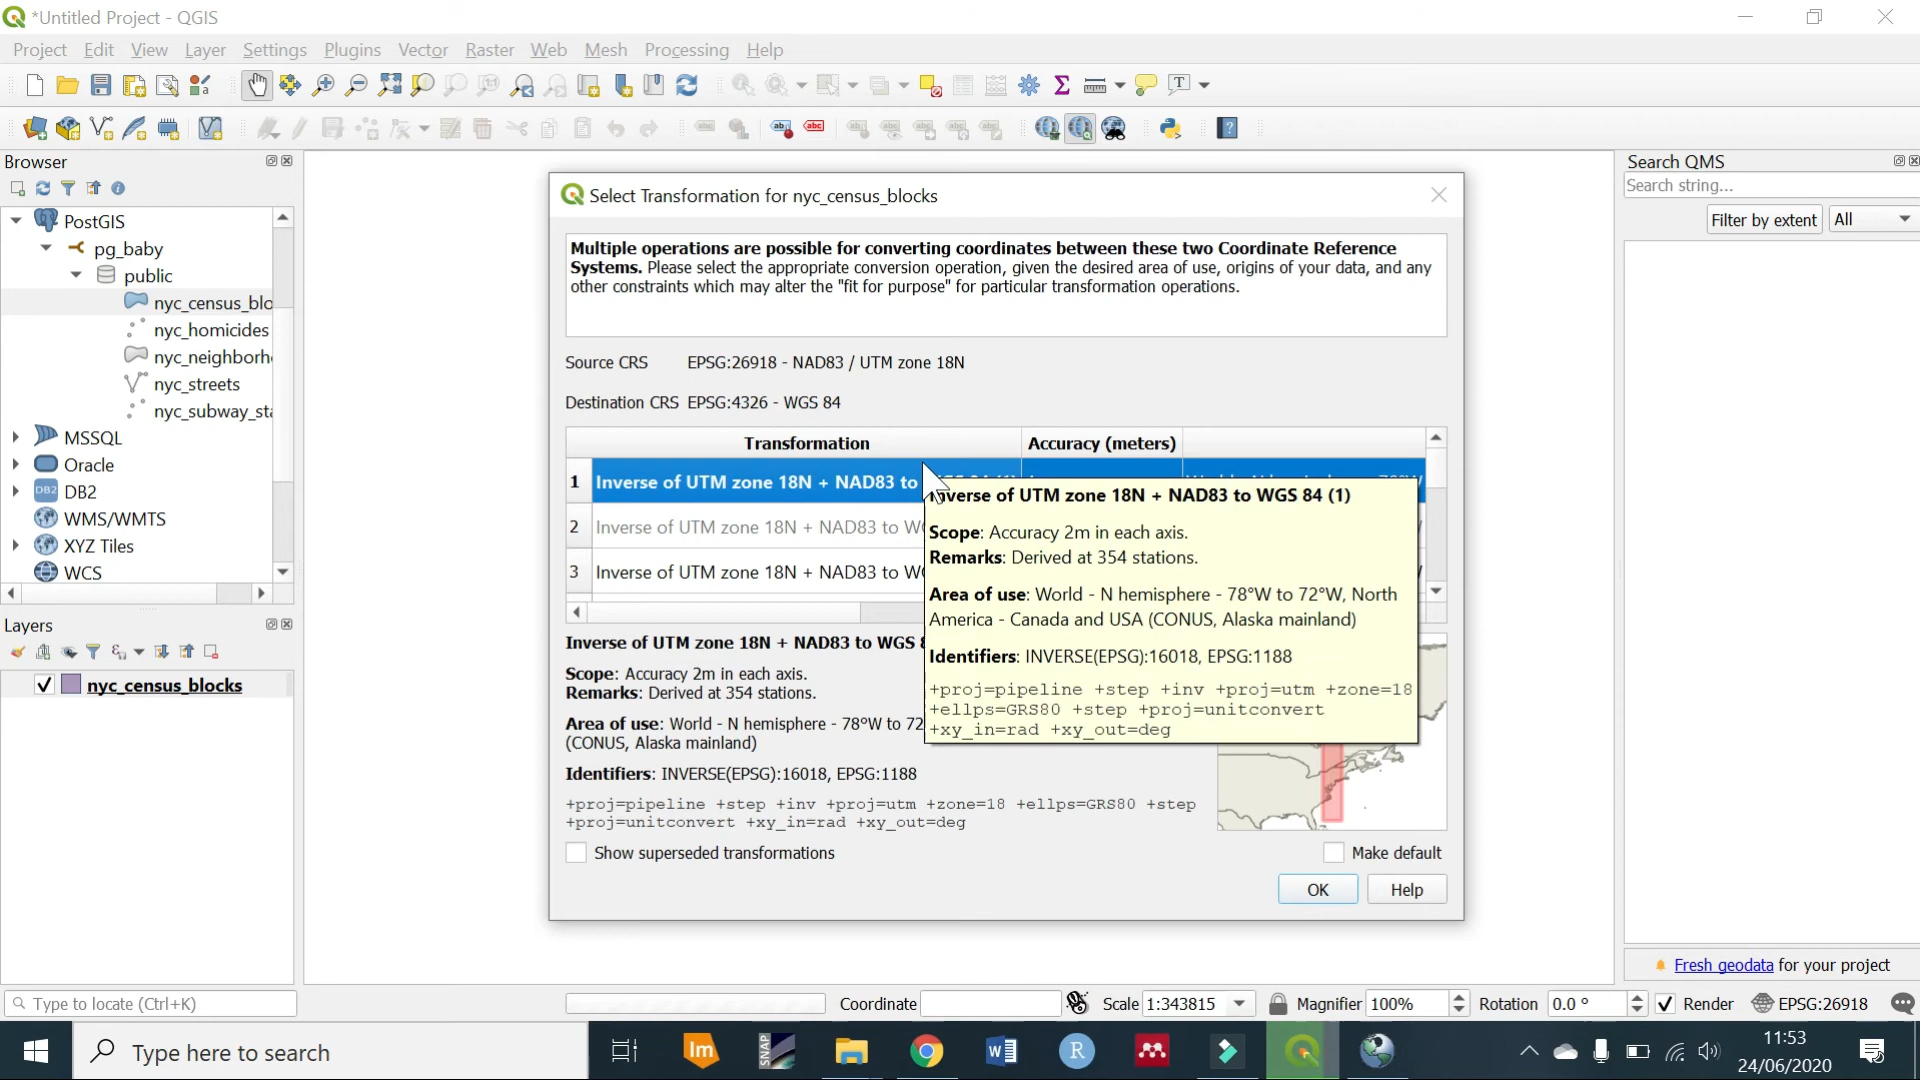 *Untitled Project - QGIS
Project Edit View Layer Settings Plugins Vector Raster Web Mesh Processing Help
Browser
PostGIS
pg_baby
public
nyc_census_blo
nyc_homicides
nyc_neighborh
nyc_streets
nyc_subway_sta
MSSQL
Oracle
DB2
WMS/WMTS
XYZ Tiles
WCS
Layers
nyc_census_blocks
Select Transformation for nyc_census_blocks
Multiple operations are possible for converting coordinates between these two Coordinate Reference
Systems. Please select the appropriate conversion operation, given the desired area of use, origins of your data, and any
other constraints which may alter the "fit for purpose" for particular transformation operations.
Source CRS EPSG:26918 - NAD83 / UTM zone 18N
Destination CRS EPSG:4326 - WGS 84
Transformation Accuracy (meters)
1 Inverse of UTM zone 18N + NAD83 to
2 Inverse of UTM zone 18N + NAD83 to WG
3 Inverse of UTM zone 18N + NAD83 to WG
Inverse of UTM zone 18N + NAD83 to WGS 84 (1)
Scope: Accuracy 2m in each axis.
Remarks: Derived at 354 stations.
Area of use: World - N hemisphere - 78°W to 72°W, North
America - Canada and USA (CONUS, Alaska mainland)
Identifiers: INVERSE(EPSG):16018, EPSG:1188
+proj=pipeline +step +inv +proj=utm +zone=18
+ellps=GRS80 +step +proj=unitconvert
+xy_in=rad +xy_out=deg
Inverse of UTM zone 18N + NAD83 to WGS 8
Scope: Accuracy 2m in each axis.
Remarks: Derived at 354 stations.
Area of use: World - N hemisphere - 78°W to 72
(CONUS, Alaska mainland)
Identifiers: INVERSE(EPSG):16018, EPSG:1188
+proj=pipeline +step +inv +proj=utm +zone=18 +ellps=GRS80 +step
+proj=unitconvert +xy_in=rad +xy_out=deg
Show superseded transformations
Make default
OK
Help
Search QMS
Search string...
Filter by extent All
Fresh geodata for your project
Type to locate (Ctrl+K)
Coordinate
Scale 1:343815
Magnifier 100%
Rotation 0.0 °
Render
EPSG:26918
Type here to search
Im
SNAP
W
R
11:53
24/06/2020